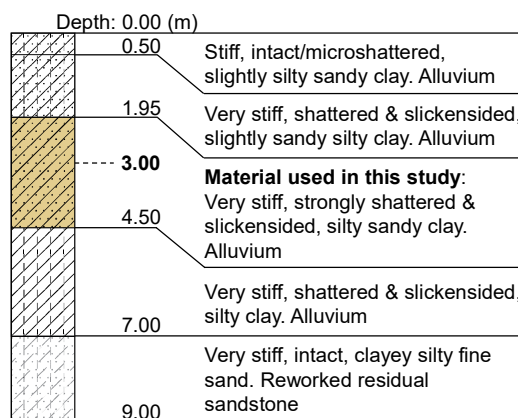 Depth: 0.00 (m)
0.50
Stiff, intact/microshattered,
slightly silty sandy clay. Alluvium
1.95
Very stiff, shattered & slickensided,
slightly sandy silty clay. Alluvium
3.00
Material used in this study:
Very stiff, strongly shattered &
slickensided, silty sandy clay.
Alluvium
4.50
Very stiff, shattered & slickensided,
silty clay. Alluvium
7.00
Very stiff, intact, clayey silty fine
sand. Reworked residual
sandstone
9.00